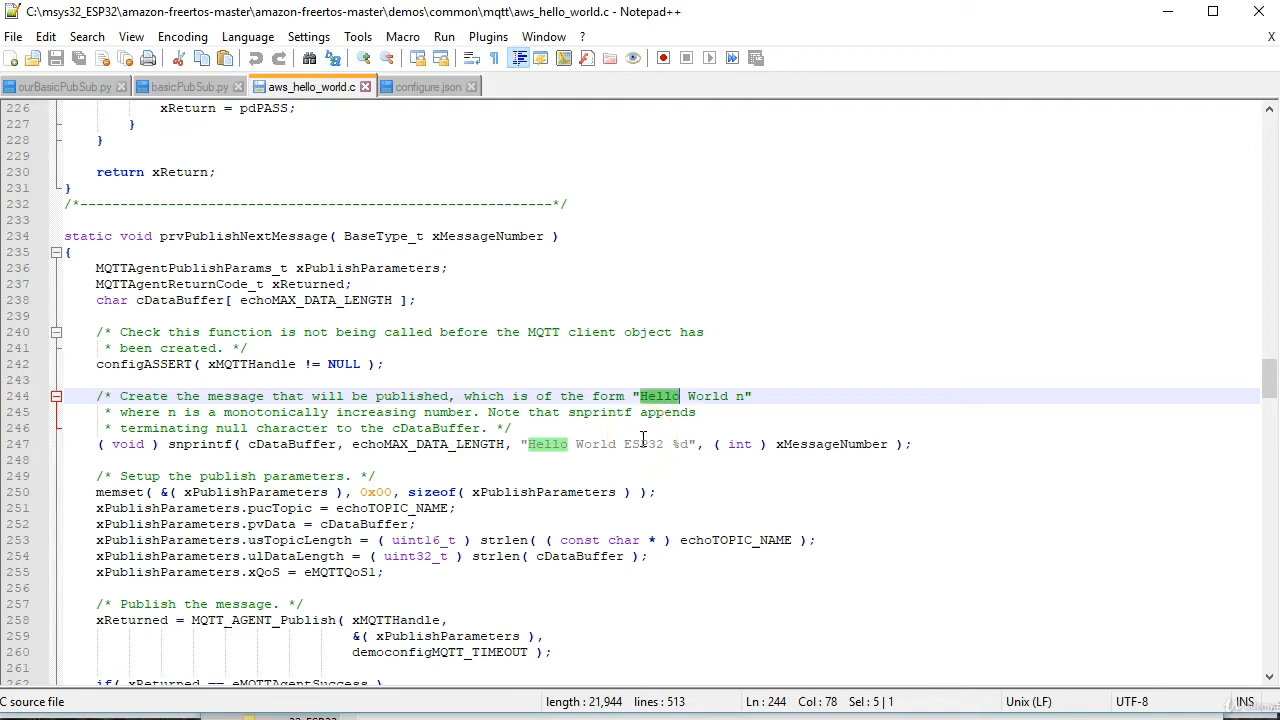 C:\msys32_ESP32\amazon-freertos-master\amazon-freertos-master\demos\common\mqtt\aws_hello_world.c - Notepad++
File Edit Search View Encoding Language Settings Tools Macro Run Plugins Window ? X
ourBasicPubSub.py basicPubSub.py aws_hello_world.c configure.json
226 xReturn = pdPASS;
227 }
228 }
229
230 return xReturn;
231 }
232 /*-----------------------------------------------------------*/
233
234 static void prvPublishNextMessage( BaseType_t xMessageNumber )
235 {
236 MQTTAgentPublishParams_t xPublishParameters;
237 MQTTAgentReturnCode_t xReturned;
238 char cDataBuffer[ echoMAX_DATA_LENGTH ];
239
240 /* Check this function is not being called before the MQTT client object has
241 * been created. */
242 configASSERT( xMQTTHandle != NULL );
243
244 /* Create the message that will be published, which is of the form "Hello World n"
245 * where n is a monotonically increasing number. Note that snprintf appends
246 * terminating null character to the cDataBuffer. */
247 ( void ) snprintf( cDataBuffer, echoMAX_DATA_LENGTH, "Hello World ESP32 %d", ( int ) xMessageNumber );
248
249 /* Setup the publish parameters. */
250 memset( &( xPublishParameters ), 0x00, sizeof( xPublishParameters ) );
251 xPublishParameters.pucTopic = echoTOPIC_NAME;
252 xPublishParameters.pvData = cDataBuffer;
253 xPublishParameters.usTopicLength = ( uint16_t ) strlen( ( const char * ) echoTOPIC_NAME );
254 xPublishParameters.ulDataLength = ( uint32_t ) strlen( cDataBuffer );
255 xPublishParameters.xQoS = eMQTTQoS1;
256
257 /* Publish the message. */
258 xReturned = MQTT_AGENT_Publish( xMQTTHandle,
259 &( xPublishParameters ),
260 democonfigMQTT_TIMEOUT );
261
262 if( xReturned == eMQTTAgentSuccess )
C source file length : 21,944 lines : 513 Ln : 244 Col : 78 Sel : 5 | 1 Unix (LF) UTF-8 INS